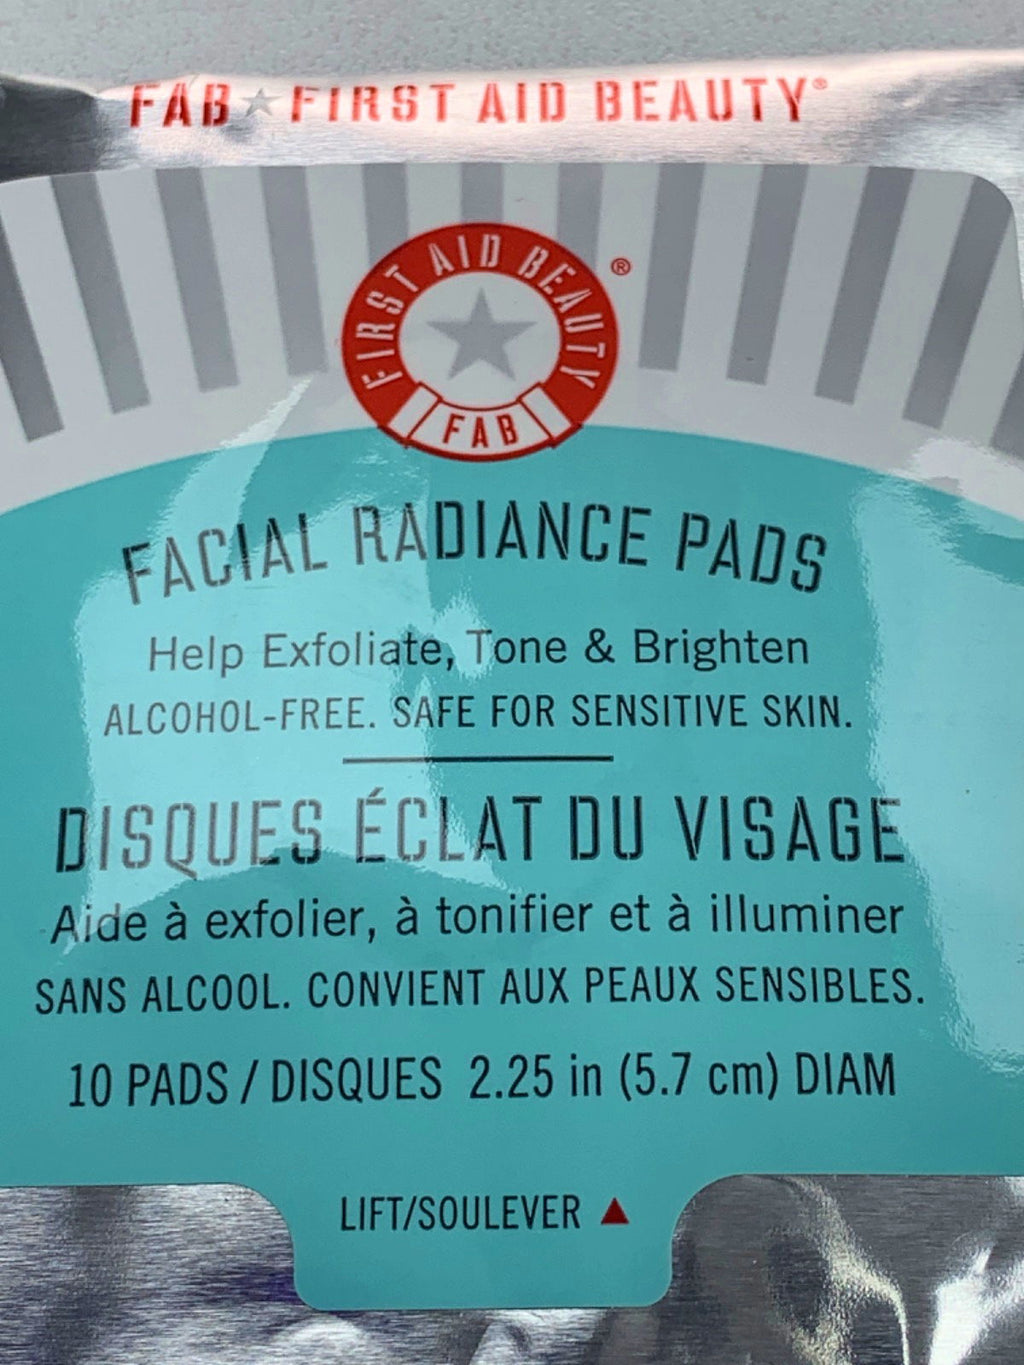 FAB ★ FIRST AID BEAUTY®
FIRST AID BEAUTY ®
FAB
FACIAL RADIANCE PADS
Help Exfoliate, Tone & Brighten
ALCOHOL-FREE. SAFE FOR SENSITIVE SKIN.
DISQUES ÉCLAT DU VISAGE
Aide à exfolier, à tonifier et à illuminer
SANS ALCOOL. CONVIENT AUX PEAUX SENSIBLES.
10 PADS / DISQUES 2.25 in (5.7 cm) DIAM
LIFT/SOULEVER ▲